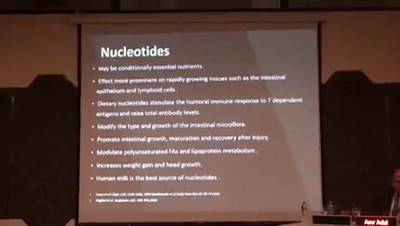 Nucleotides
May be conditionally essential nutrients.
Effect more prominent on rapidly growing tissues such as the intestinal
epithelium and lymphoid cells .
Dietary nucleotides stimulate the humoral immune response to T dependent
antigens and raise total antibody levels.
Modify the type and growth of the intestinal microflora.
Promote intestinal growth, maturation and recovery after injury.
Modulate polyunsaturated FAs and lipoprotein metabolism .
Increases weight gain and head growth.
Human milk is the best source of nucleotides .
Amr Adel